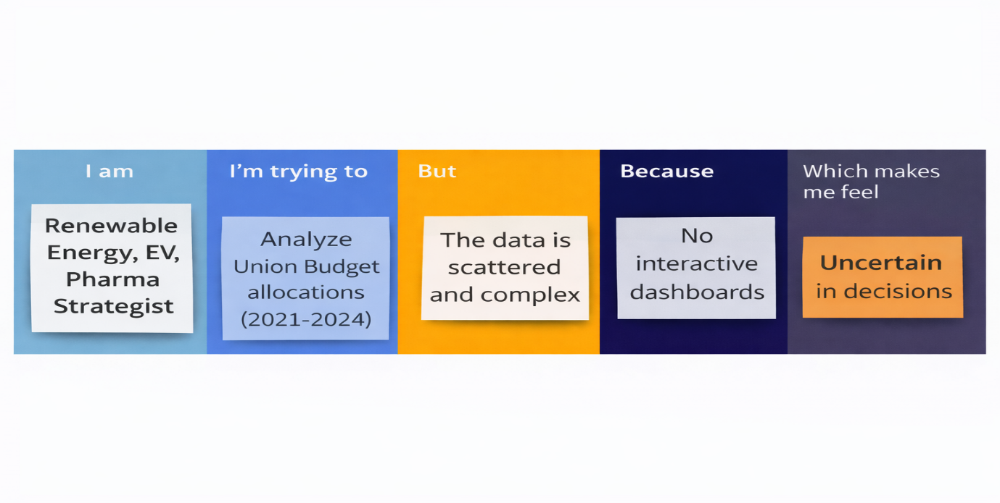 I am
Renewable
Energy, EV,
Pharma
Strategist
I’m trying to
Analyze
Union Budget
allocations
(2021-2024)
But
The data is
scattered
and complex
Because
No
interactive
dashboards
Which makes
me feel
Uncertain
in decisions